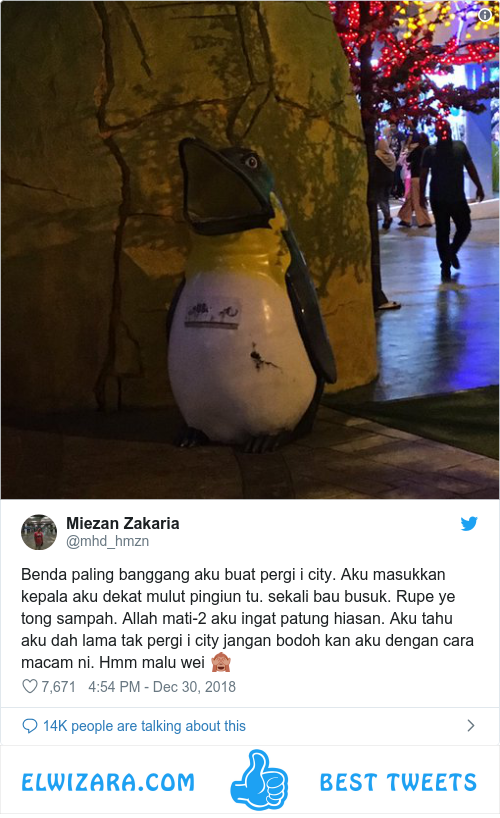 Miezan Zakaria
@mhd_hmzn
Benda paling banggang aku buat pergi i city. Aku masukkan
kepala aku dekat mulut pingiun tu. sekali bau busuk. Rupe ye
tong sampah. Allah mati-2 aku ingat patung hiasan. Aku tahu
aku dah lama tak pergi i city jangan bodoh kan aku dengan cara
macam ni. Hmm malu wei 🙈
7,671 4:54 PM - Dec 30, 2018
14K people are talking about this
ELWIZARA.COM BEST TWEETS